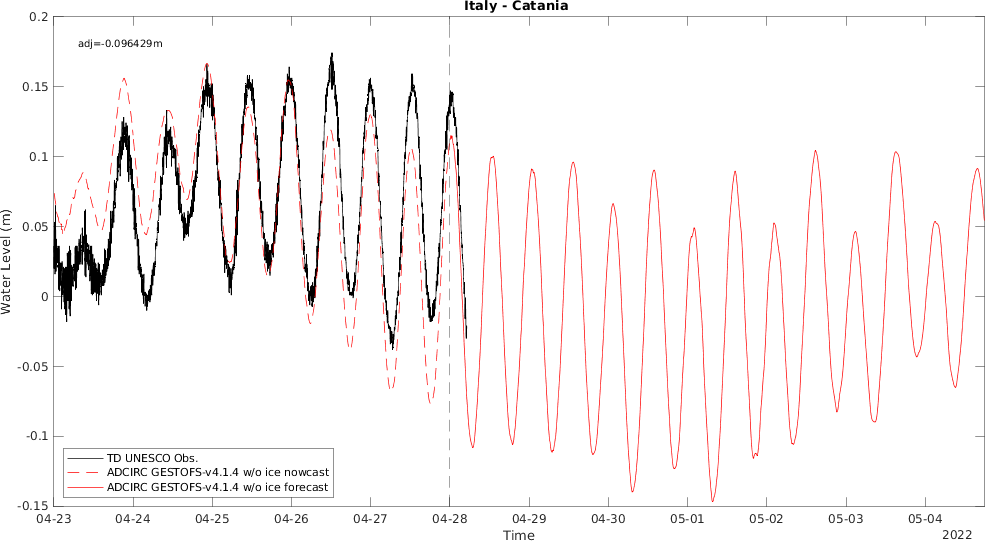 Italy - Catania
adj=-0.096429m
0.2
0.15
0.1
0.05
0
-0.05
-0.1
-0.15
Water Level (m)
TD UNESCO Obs.
ADCIRC GESTOFS-v4.1.4 w/o ice nowcast
ADCIRC GESTOFS-v4.1.4 w/o ice forecast
04-23 04-24 04-25 04-26 04-27 04-28 04-29 04-30 05-01 05-02 05-03 05-04
Time
2022